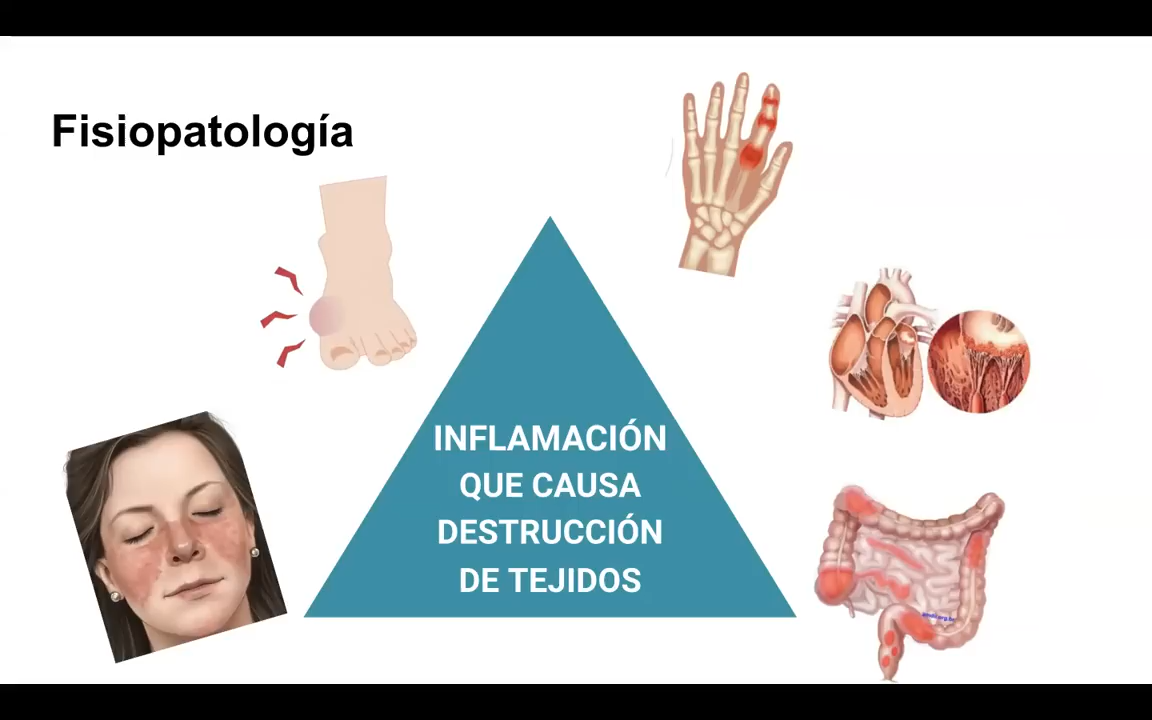 Fisiopatología
INFLAMACIÓN
QUE CAUSA
DESTRUCCIÓN
DE TEJIDOS